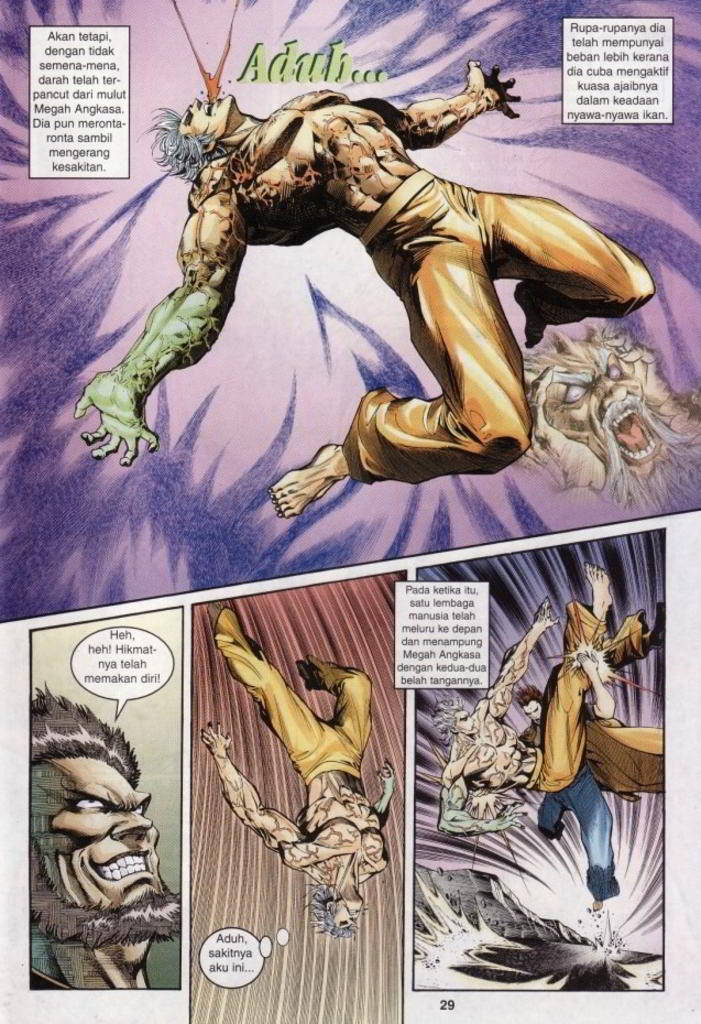 Akan tetapi,
dengan tidak
semena-mena,
darah telah ter-
pancut dari mulut
Megah Angkasa.
Dia pun meronta-
ronta sambil
mengerang
kesakitan.
Aduh...
Rupa-rupanya dia
telah mempunyai
beban lebih kerana
dia cuba mengaktif
kuasa ajaibnya
dalam keadaan
nyawa-nyawa ikan.
Heh,
heh! Hikmat-
nya telah
memakan diri!
Aduh,
sakitnya
aku ini...
Pada ketika itu,
satu lembaga
manusia telah
meluru ke depan
dan menampung
Megah Angkasa
dengan kedua-dua
belah tangannya.
29